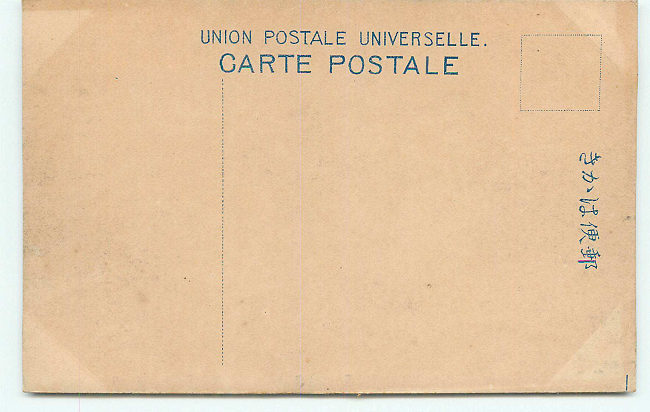 UNION POSTALE UNIVERSELLE.
CARTE POSTALE
郵便はかき